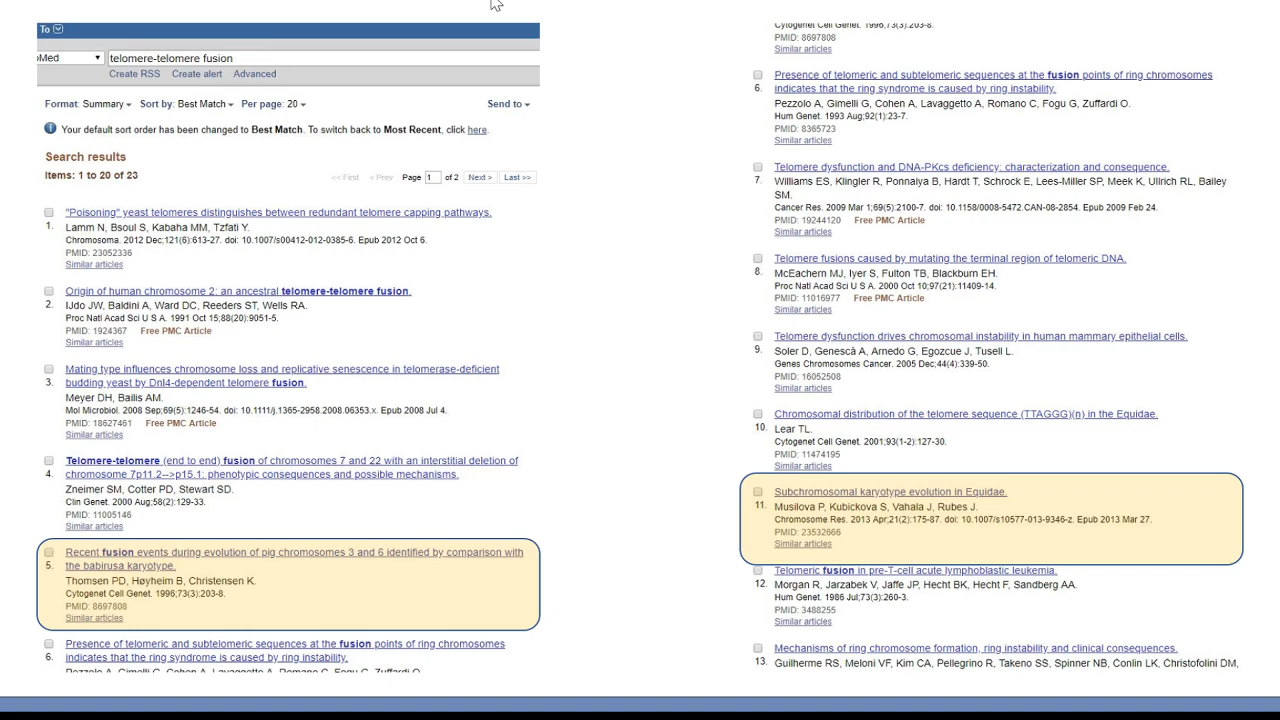 To
Med telomere-telomere fusion
Create RSS Create alert Advanced
Format: Summary Sort by: Best Match Per page: 20 Send to
Your default sort order has been changed to Best Match. To switch back to Most Recent, click here.
Search results
Items: 1 to 20 of 23
<< First < Prev Page 1 of 2 Next > Last >>
"Poisoning" yeast telomeres distinguishes between redundant telomere capping pathways.
1. Lamm N, Bsoul S, Kabaha MM, Tzfati Y.
Chromosoma. 2012 Dec;121(6):613-27. doi: 10.1007/s00412-012-0385-6. Epub 2012 Oct 6.
PMID: 23052336
Similar articles
Origin of human chromosome 2: an ancestral telomere-telomere fusion.
2. IJdo JW, Baldini A, Ward DC, Reeders ST, Wells RA.
Proc Natl Acad Sci U S A. 1991 Oct 15;88(20):9051-5.
PMID: 1924367 Free PMC Article
Similar articles
Mating type influences chromosome loss and replicative senescence in telomerase-deficient
3. budding yeast by Dnl4-dependent telomere fusion.
Meyer DH, Bailis AM.
Mol Microbiol. 2008 Sep;69(5):1246-54. doi: 10.1111/j.1365-2958.2008.06353.x. Epub 2008 Jul 4.
PMID: 18627461 Free PMC Article
Similar articles
Telomere-telomere (end to end) fusion of chromosomes 7 and 22 with an interstitial deletion of
4. chromosome 7p11.2-->p15.1: phenotypic consequences and possible mechanisms.
Zneimer SM, Cotter PD, Stewart SD.
Clin Genet. 2000 Aug;58(2):129-33.
PMID: 11005146
Similar articles
Recent fusion events during evolution of pig chromosomes 3 and 6 identified by comparison with
5. the babirusa karyotype.
Thomsen PD, Høyheim B, Christensen K.
Cytogenet Cell Genet. 1996;73(3):203-8.
PMID: 8697808
Similar articles
Presence of telomeric and subtelomeric sequences at the fusion points of ring chromosomes
6. indicates that the ring syndrome is caused by ring instability.
Pezzolo A, Gimelli G, Cohen A, Lavaggetto A, Romano C, Fogu G, Zuffardi O.
Cytogenet Cell Genet. 1996;73(3):203-8.
PMID: 8697808
Similar articles
Presence of telomeric and subtelomeric sequences at the fusion points of ring chromosomes
6. indicates that the ring syndrome is caused by ring instability.
Pezzolo A, Gimelli G, Cohen A, Lavaggetto A, Romano C, Fogu G, Zuffardi O.
Hum Genet. 1993 Aug;92(1):23-7.
PMID: 8365723
Similar articles
Telomere dysfunction and DNA-PKcs deficiency: characterization and consequence.
7. Williams ES, Klingler R, Ponnaiya B, Hardt T, Schrock E, Lees-Miller SP, Meek K, Ullrich RL, Bailey
SM.
Cancer Res. 2009 Mar 1;69(5):2100-7. doi: 10.1158/0008-5472.CAN-08-2854. Epub 2009 Feb 24.
PMID: 19244120 Free PMC Article
Similar articles
Telomere fusions caused by mutating the terminal region of telomeric DNA.
8. McEachern MJ, Iyer S, Fulton TB, Blackburn EH.
Proc Natl Acad Sci U S A. 2000 Oct 10;97(21):11409-14.
PMID: 11016977 Free PMC Article
Similar articles
Telomere dysfunction drives chromosomal instability in human mammary epithelial cells.
9. Soler D, Genescà A, Arnedo G, Egozcue J, Tusell L.
Genes Chromosomes Cancer. 2005 Dec;44(4):339-50.
PMID: 16052508
Similar articles
Chromosomal distribution of the telomere sequence (TTAGGG)(n) in the Equidae.
10. Lear TL.
Cytogenet Cell Genet. 2001;93(1-2):127-30.
PMID: 11474195
Similar articles
Subchromosomal karyotype evolution in Equidae.
11. Musilova P, Kubickova S, Vahala J, Rubes J.
Chromosome Res. 2013 Apr;21(2):175-87. doi: 10.1007/s10577-013-9346-z. Epub 2013 Mar 27.
PMID: 23532666
Similar articles
Telomeric fusion in pre-T-cell acute lymphoblastic leukemia.
12. Morgan R, Jarzabek V, Jaffe JP, Hecht BK, Hecht F, Sandberg AA.
Hum Genet. 1986 Jul;73(3):260-3.
PMID: 3488255
Similar articles
Mechanisms of ring chromosome formation, ring instability and clinical consequences.
13. Guilherme RS, Meloni VF, Kim CA, Pellegrino R, Takeno SS, Spinner NB, Conlin LK, Christofolini DM,